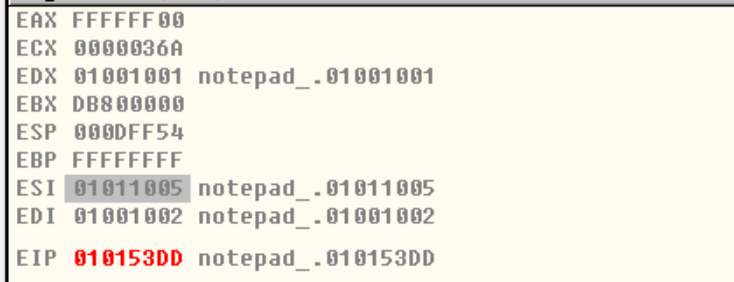 EAX FFFFFF00
ECX 0000036A
EDX 01001001 notepad_.01001001
EBX DB800000
ESP 000DFF54
EBP FFFFFFFF
ESI 01011005 notepad_.01011005
EDI 01001002 notepad_.01001002
EIP 010153DD notepad_.010153DD